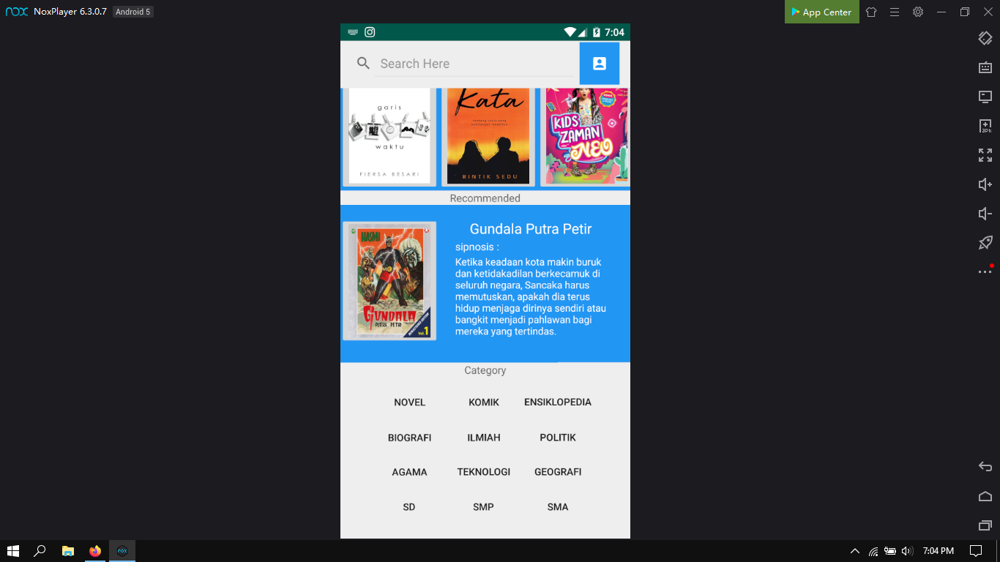 nox NoxPlayer 6.3.0.7 Android 5
App Center
7:04
Search Here
garis
waktu
FIERSA BESARI
Kata
RINTIK SEDU
KIDS
ZAMAN
NEO
Recommended
HASMI
GUNDALA
PUTRA PETIR
Vol.1
Gundala Putra Petir
sipnosis :
Ketika keadaan kota makin buruk
dan ketidakadilan berkecamuk di
seluruh negara, Sancaka harus
memutuskan, apakah dia terus
hidup menjaga dirinya sendiri atau
bangkit menjadi pahlawan bagi
mereka yang tertindas.
Category
NOVEL KOMIK ENSIKLOPEDIA
BIOGRAFI ILMIAH POLITIK
AGAMA TEKNOLOGI GEOGRAFI
SD SMP SMA
7:04 PM